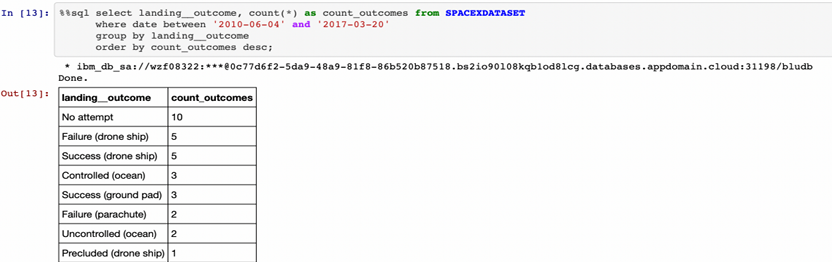 In [13]: %%sql select landing__outcome, count(*) as count_outcomes from SPACEXDATASET
where date between '2010-06-04' and '2017-03-20'
group by landing__outcome
order by count_outcomes desc;
* ibm_db_sa://wzf08322:***@0c77d6f2-5da9-48a9-81f8-86b520b87518.bs2io90l08kqb1od8lcg.databases.appdomain.cloud:31198/bludb
Done.
Out[13]: landing__outcome count_outcomes
No attempt 10
Failure (drone ship) 5
Success (drone ship) 5
Controlled (ocean) 3
Success (ground pad) 3
Failure (parachute) 2
Uncontrolled (ocean) 2
Precluded (drone ship) 1